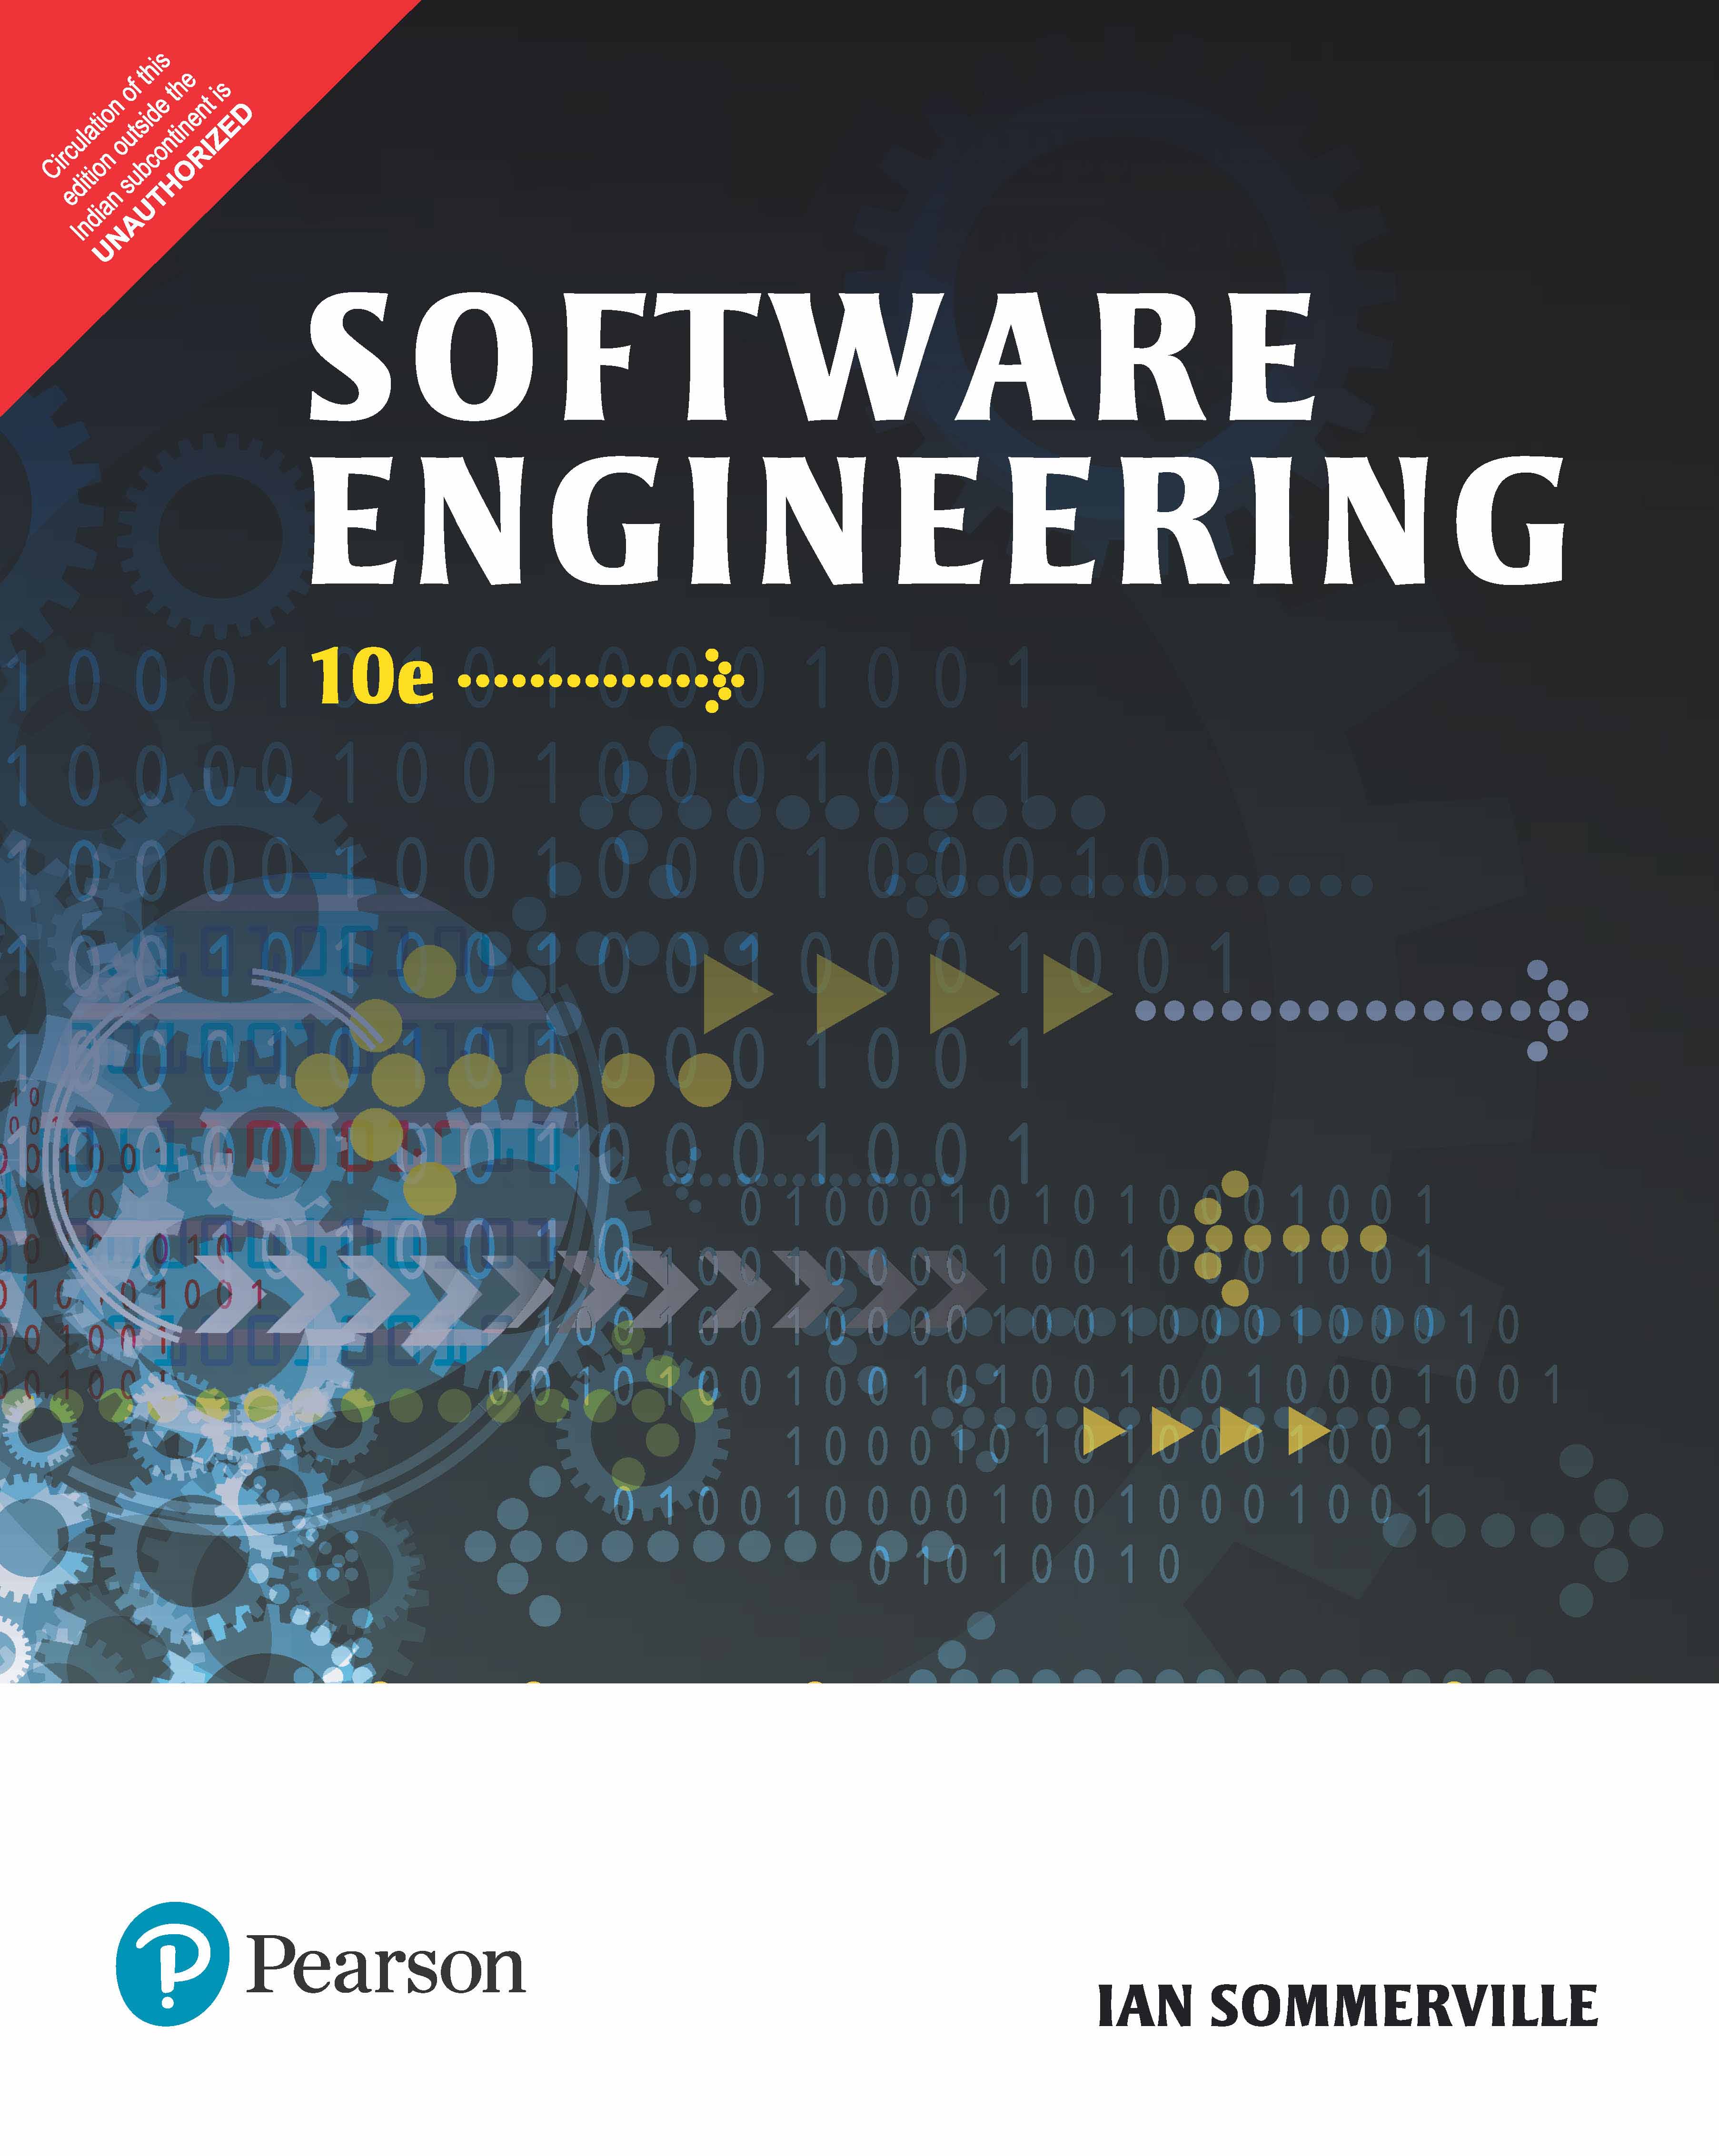 Circulation of this
edition outside the
Indian subcontinent is
UNAUTHORIZED
SOFTWARE
ENGINEERING
10e
Pearson
IAN SOMMERVILLE